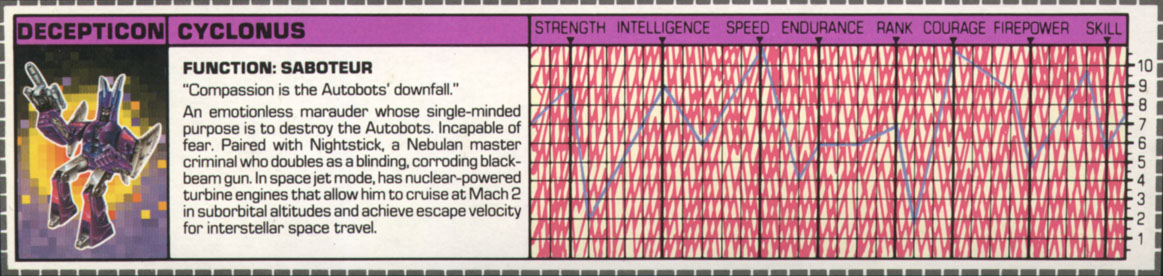 DECEPTICON
CYCLONUS
FUNCTION: SABOTEUR
"Compassion is the Autobots' downfall."
An emotionless marauder whose single-minded
purpose is to destroy the Autobots. Incapable of
fear. Paired with Nightstick, a Nebulan master
criminal who doubles as a blinding, corroding black-
beam gun. In space jet mode, has nuclear-powered
turbine engines that allow him to cruise at Mach 2
in suborbital altitudes and achieve escape velocity
for interstellar space travel.
STRENGTH INTELLIGENCE SPEED ENDURANCE RANK COURAGE FIREPOWER SKILL
10
9
8
7
6
5
4
3
2
1